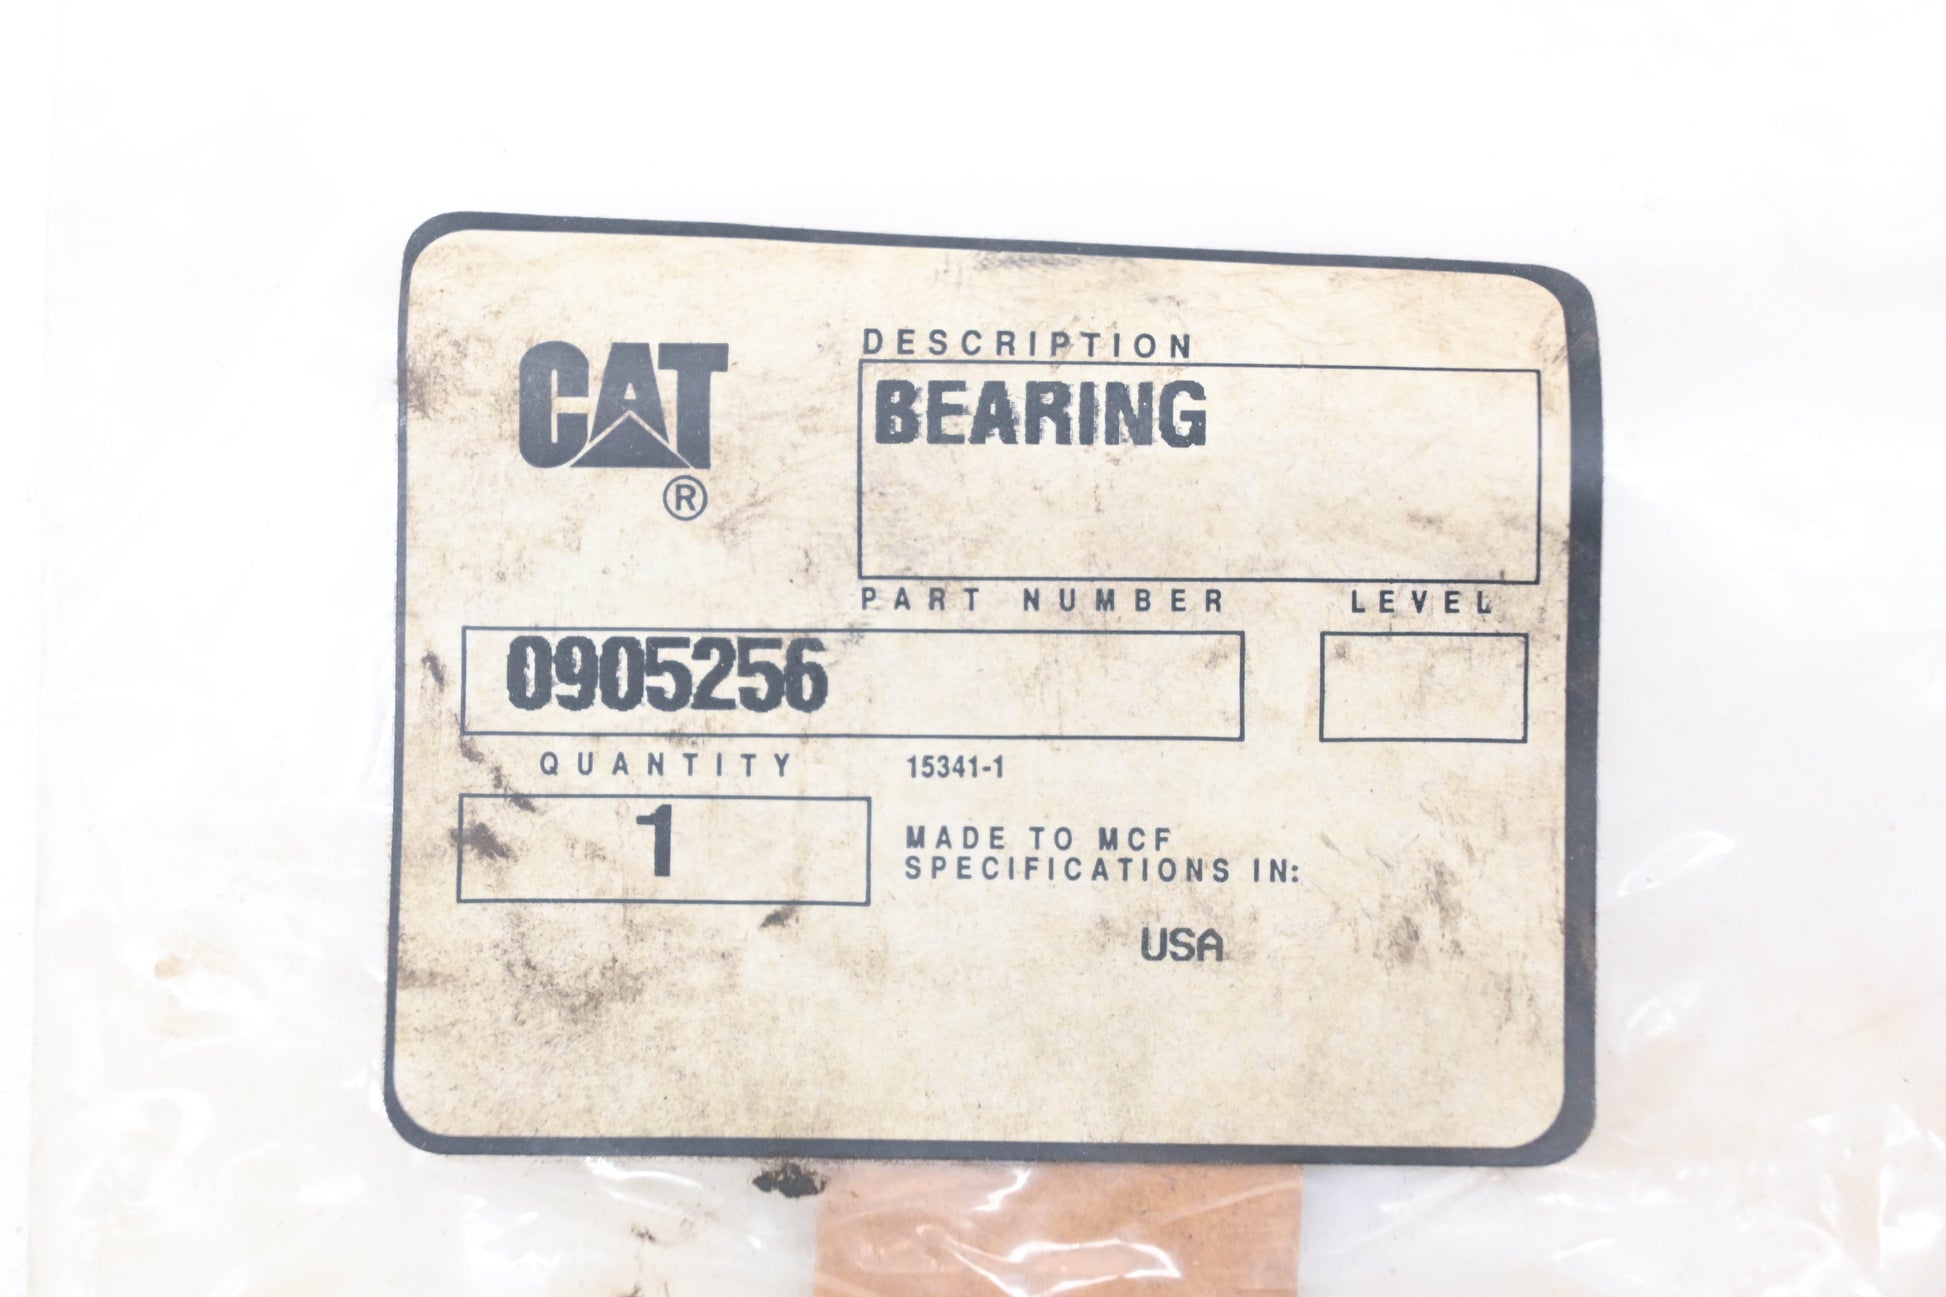 CAT
®
DESCRIPTION
BEARING
PART NUMBER
LEVEL
0905256
QUANTITY
15341-1
1
MADE TO MCF
SPECIFICATIONS IN:
USA